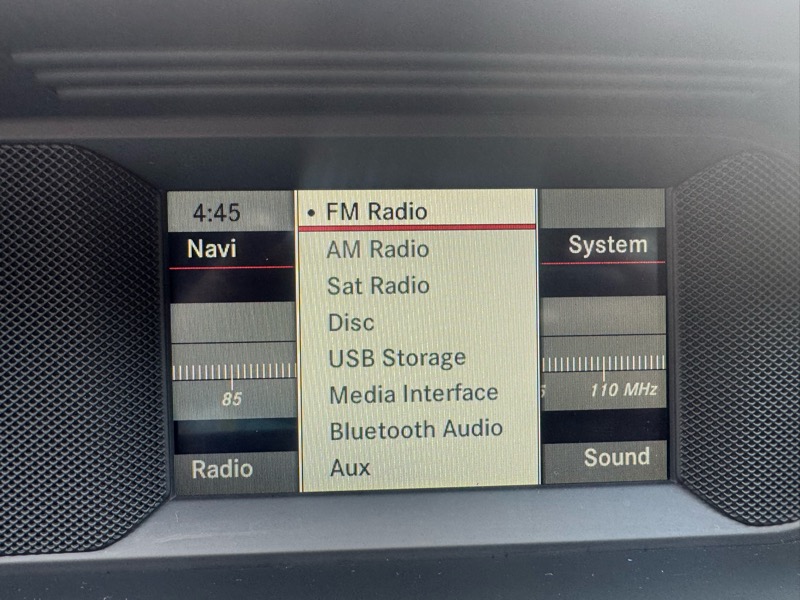 4:45
Navi
• FM Radio
AM Radio
Sat Radio
Disc
USB Storage
Media Interface
Bluetooth Audio
Aux
System
85
110 MHz
Radio
Sound